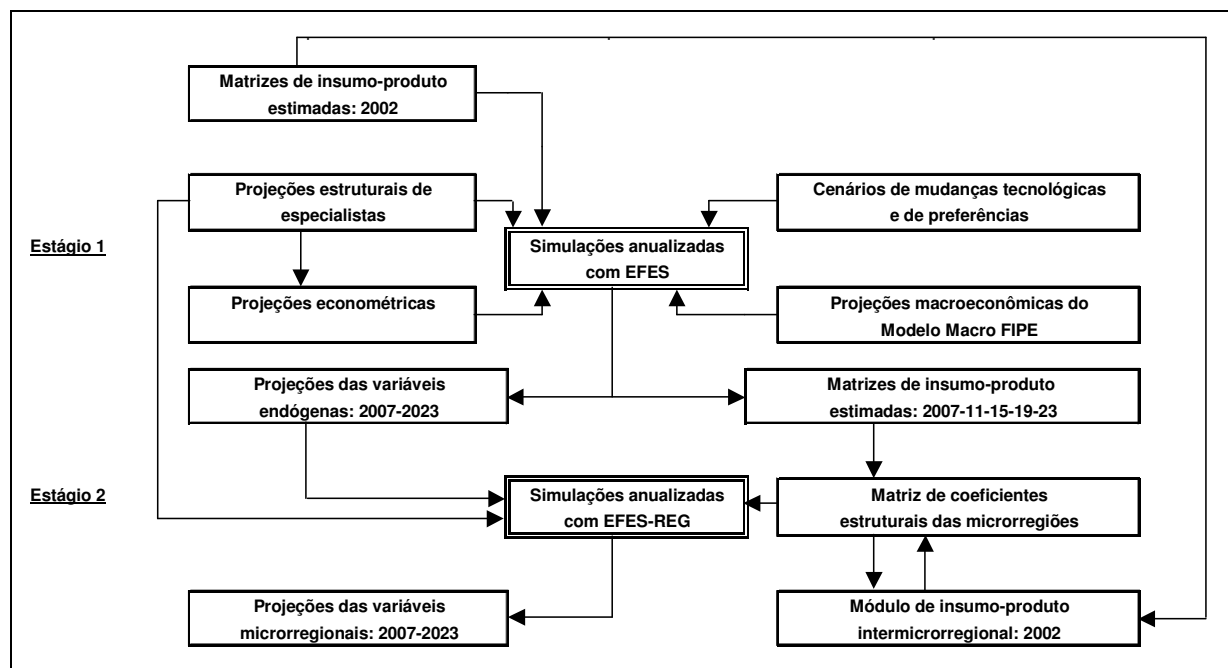 Matrizes de insumo-produto
estimadas: 2002
Projeções estruturais de
especialistas
Cenários de mudanças tecnológicas
e de preferências
Estágio 1
Simulações anualizadas
com EFES
Projeções econométricas
Projeções macroeconômicas do
Modelo Macro FIPE
Projeções das variáveis
endógenas: 2007-2023
Matrizes de insumo-produto
estimadas: 2007-11-15-19-23
Estágio 2
Simulações anualizadas
com EFES-REG
Matriz de coeficientes
estruturais das microrregiões
Projeções das variáveis
microrregionais: 2007-2023
Módulo de insumo-produto
intermicrorregional: 2002